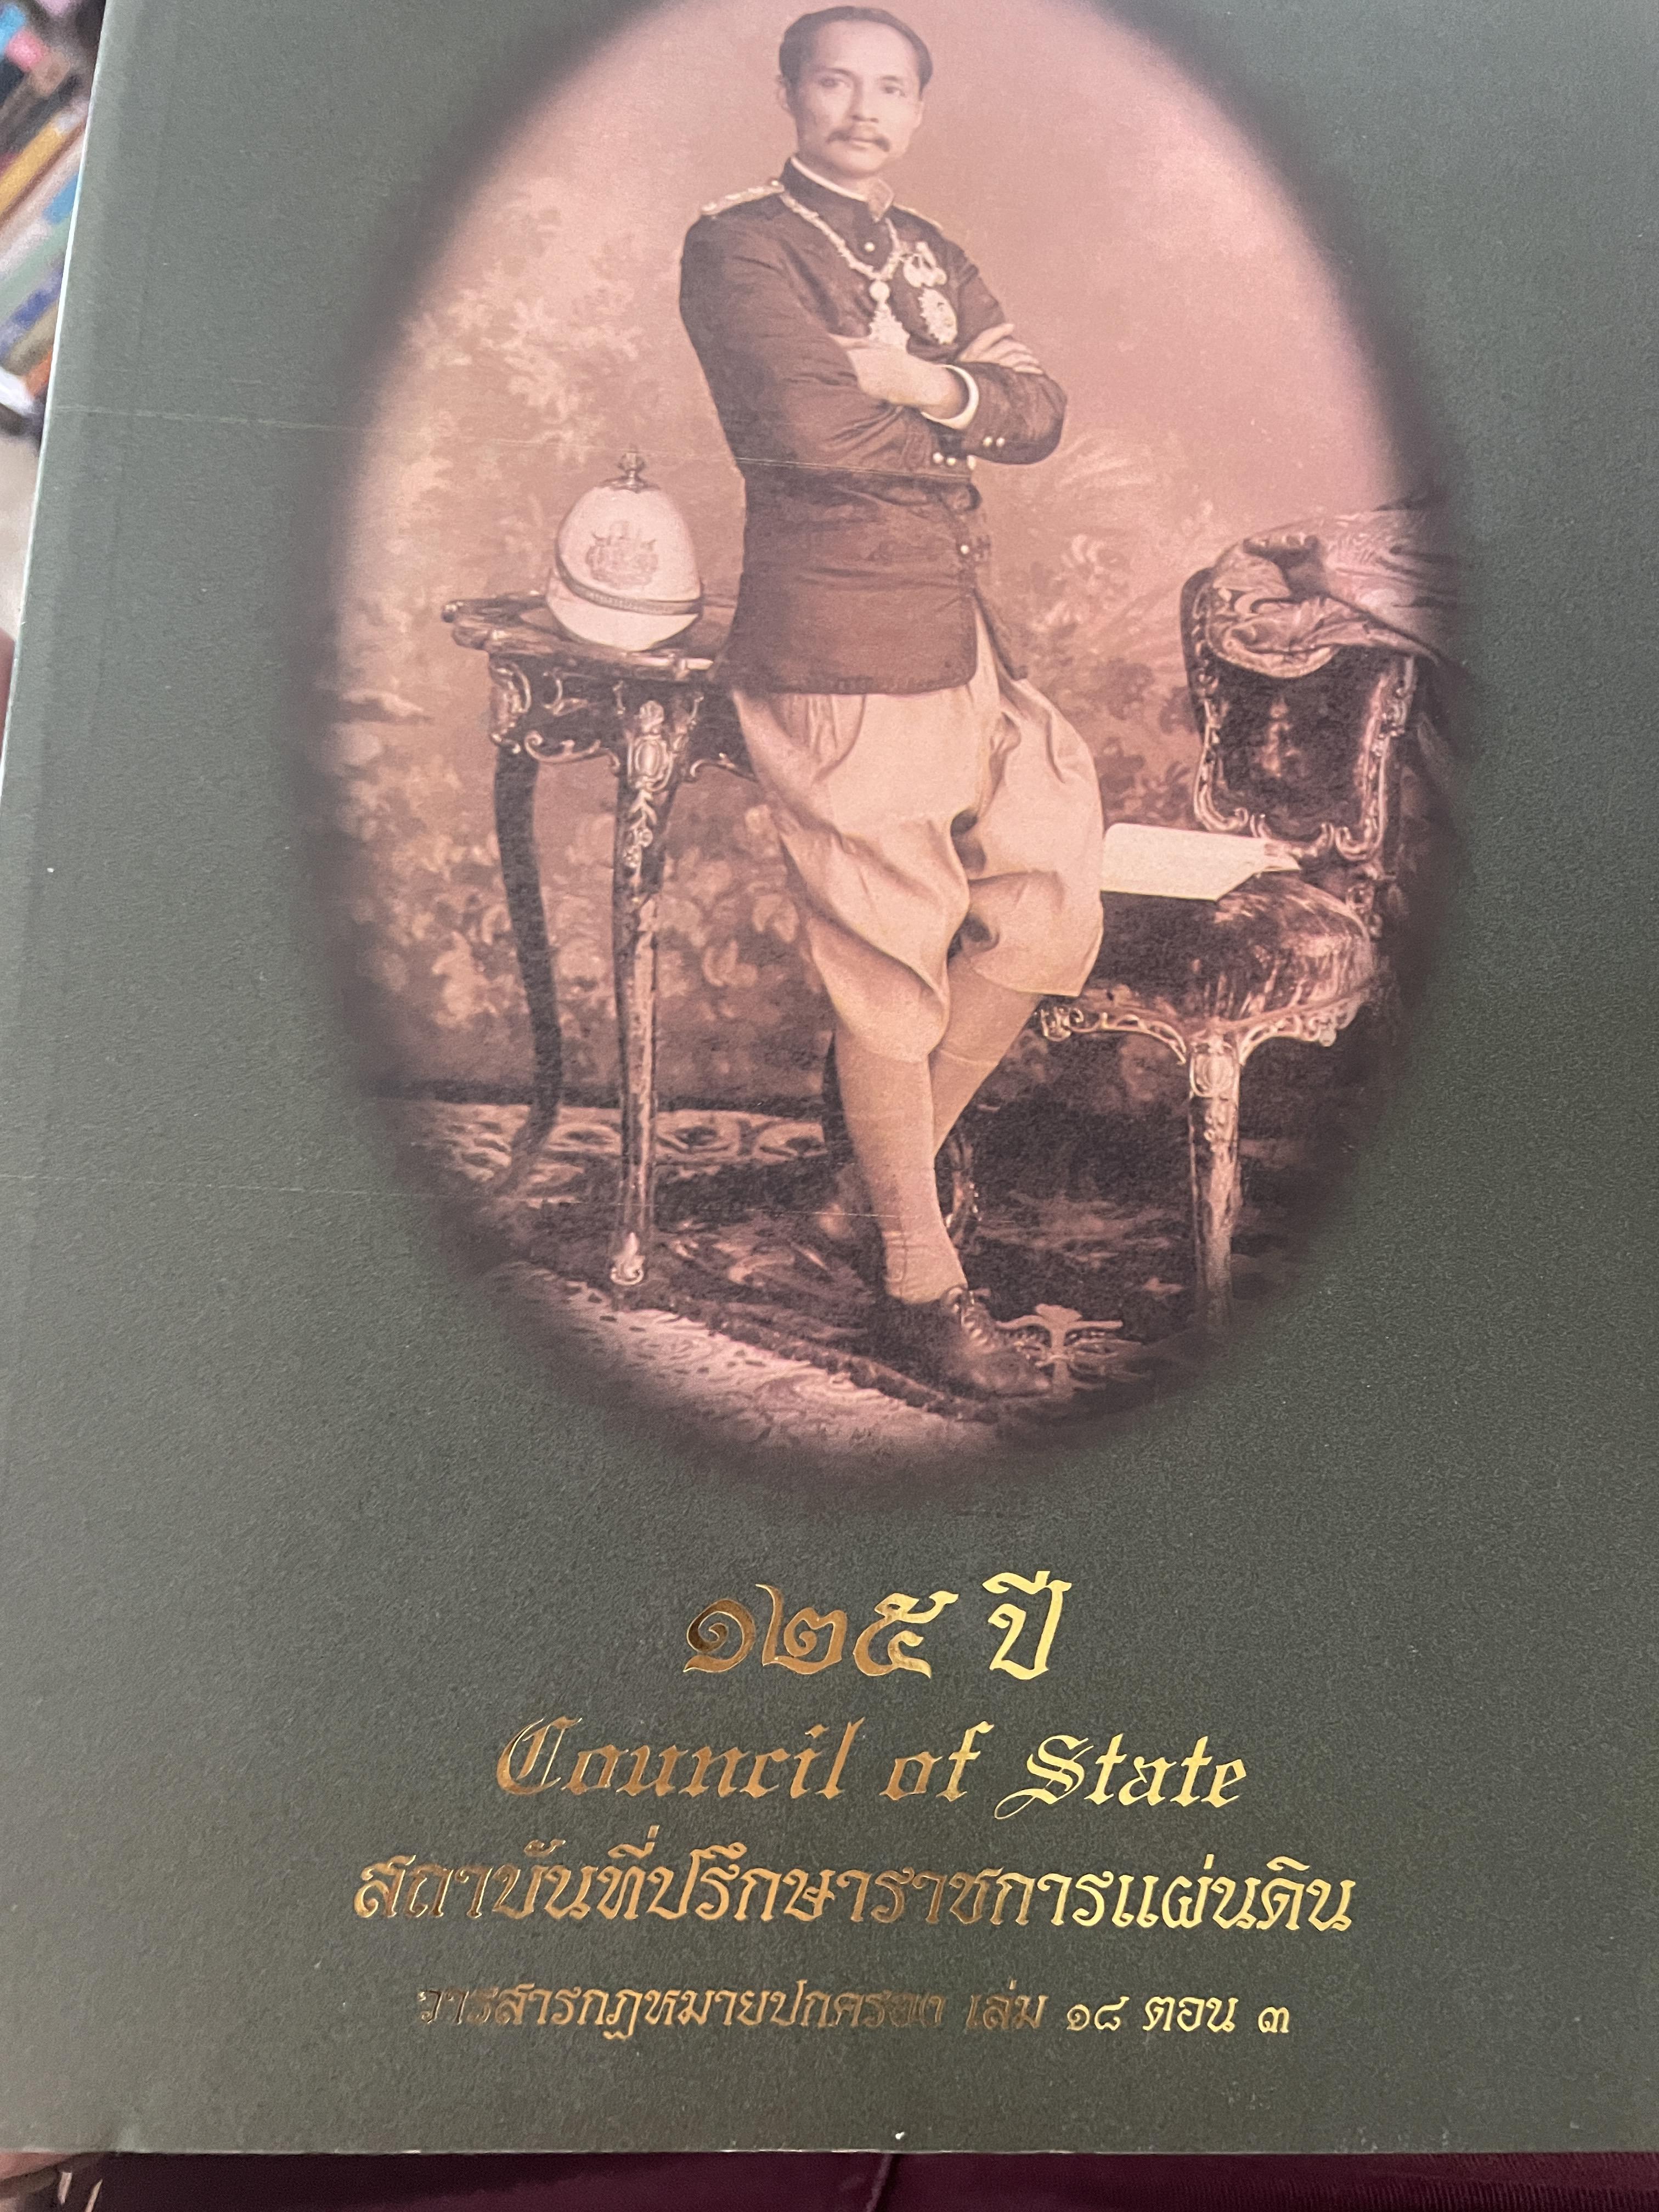 ๑๒๕ ปี
Council of State
สถาบันที่ปรึกษาราชการแผ่นดิน
วารสารกฎหมายปกครอง เล่ม ๑๘ ตอน ๓